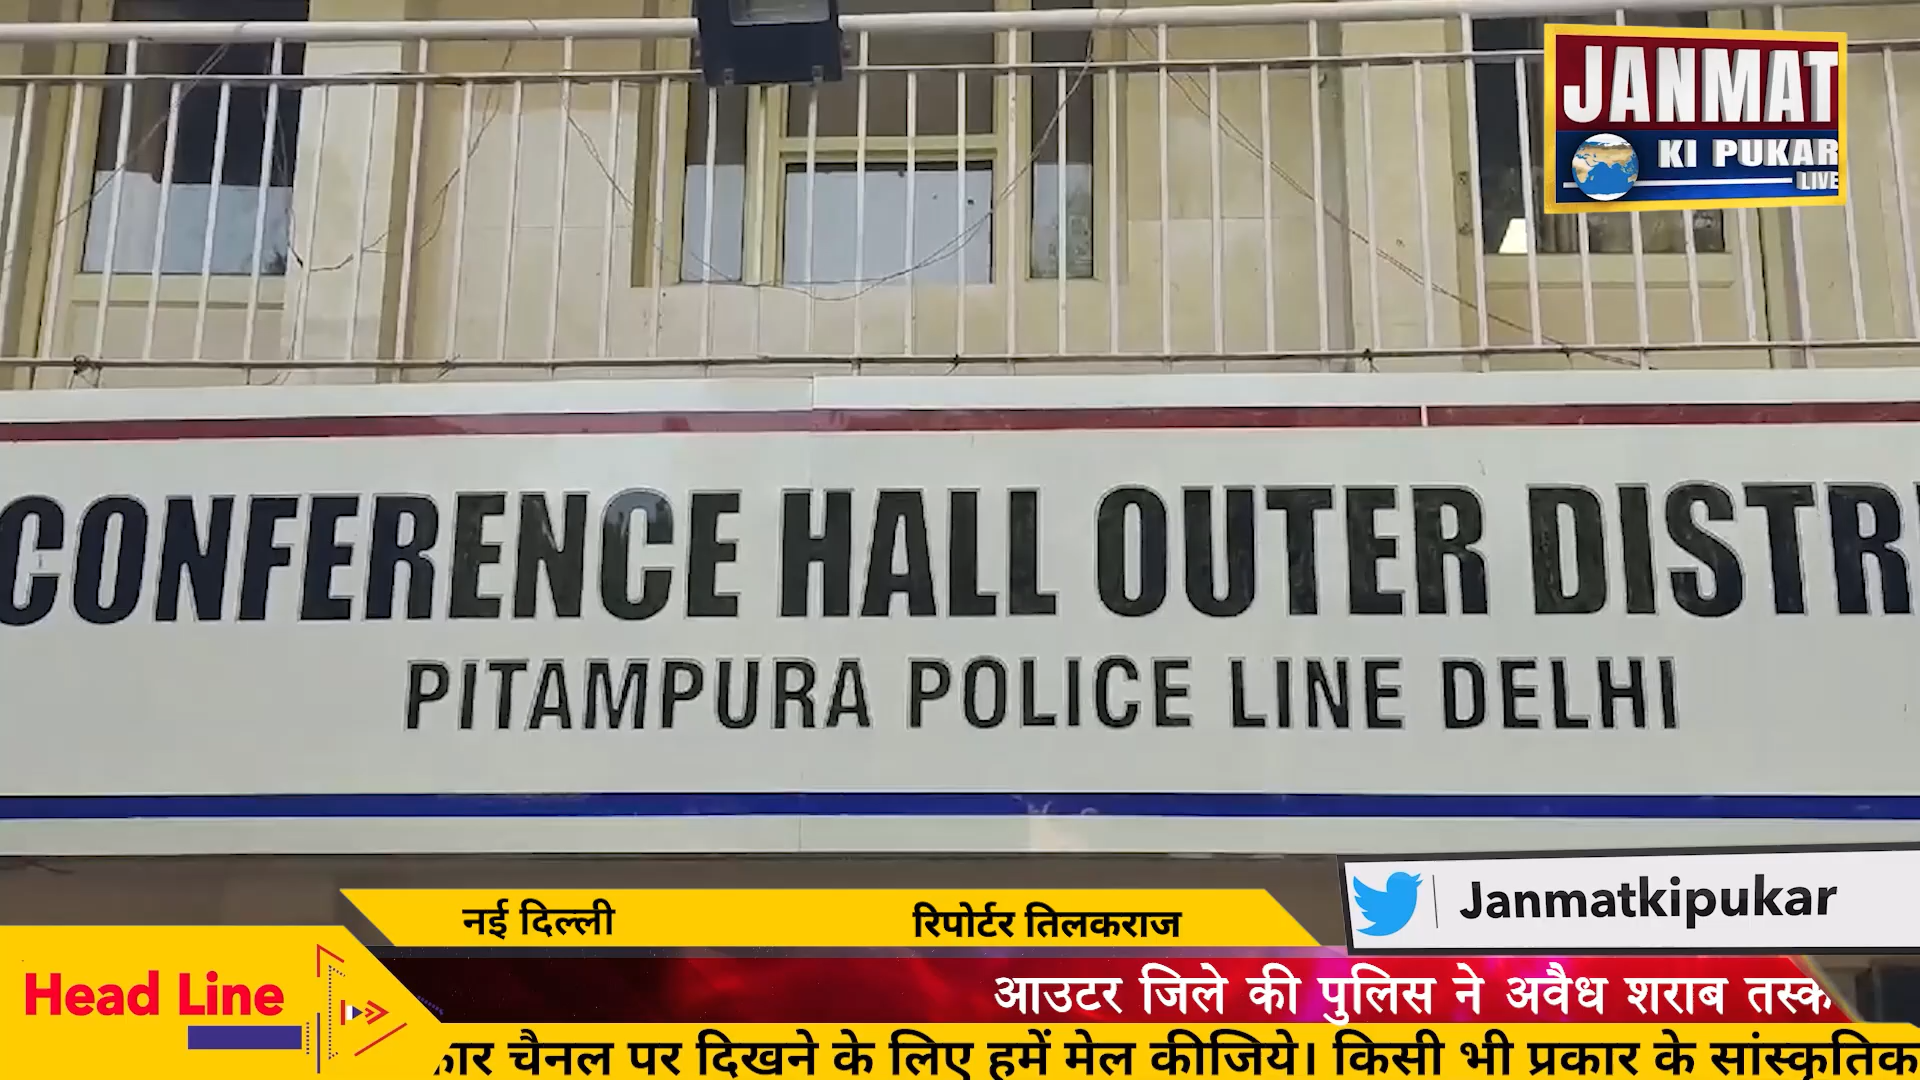 JANMAT
KI PUKAR
LIVE
CONFERENCE HALL OUTER DISTRI
PITAMPURA POLICE LINE DELHI
Janmatkipukar
नई दिल्ली
रिपोर्टर तिलकराज
Head Line
आउटर जिले की पुलिस ने अवैध शराब तस्क
चैनल पर दिखने के लिए हमें मेल कीजिये। किसी भी प्रकार के सांस्कृतिक